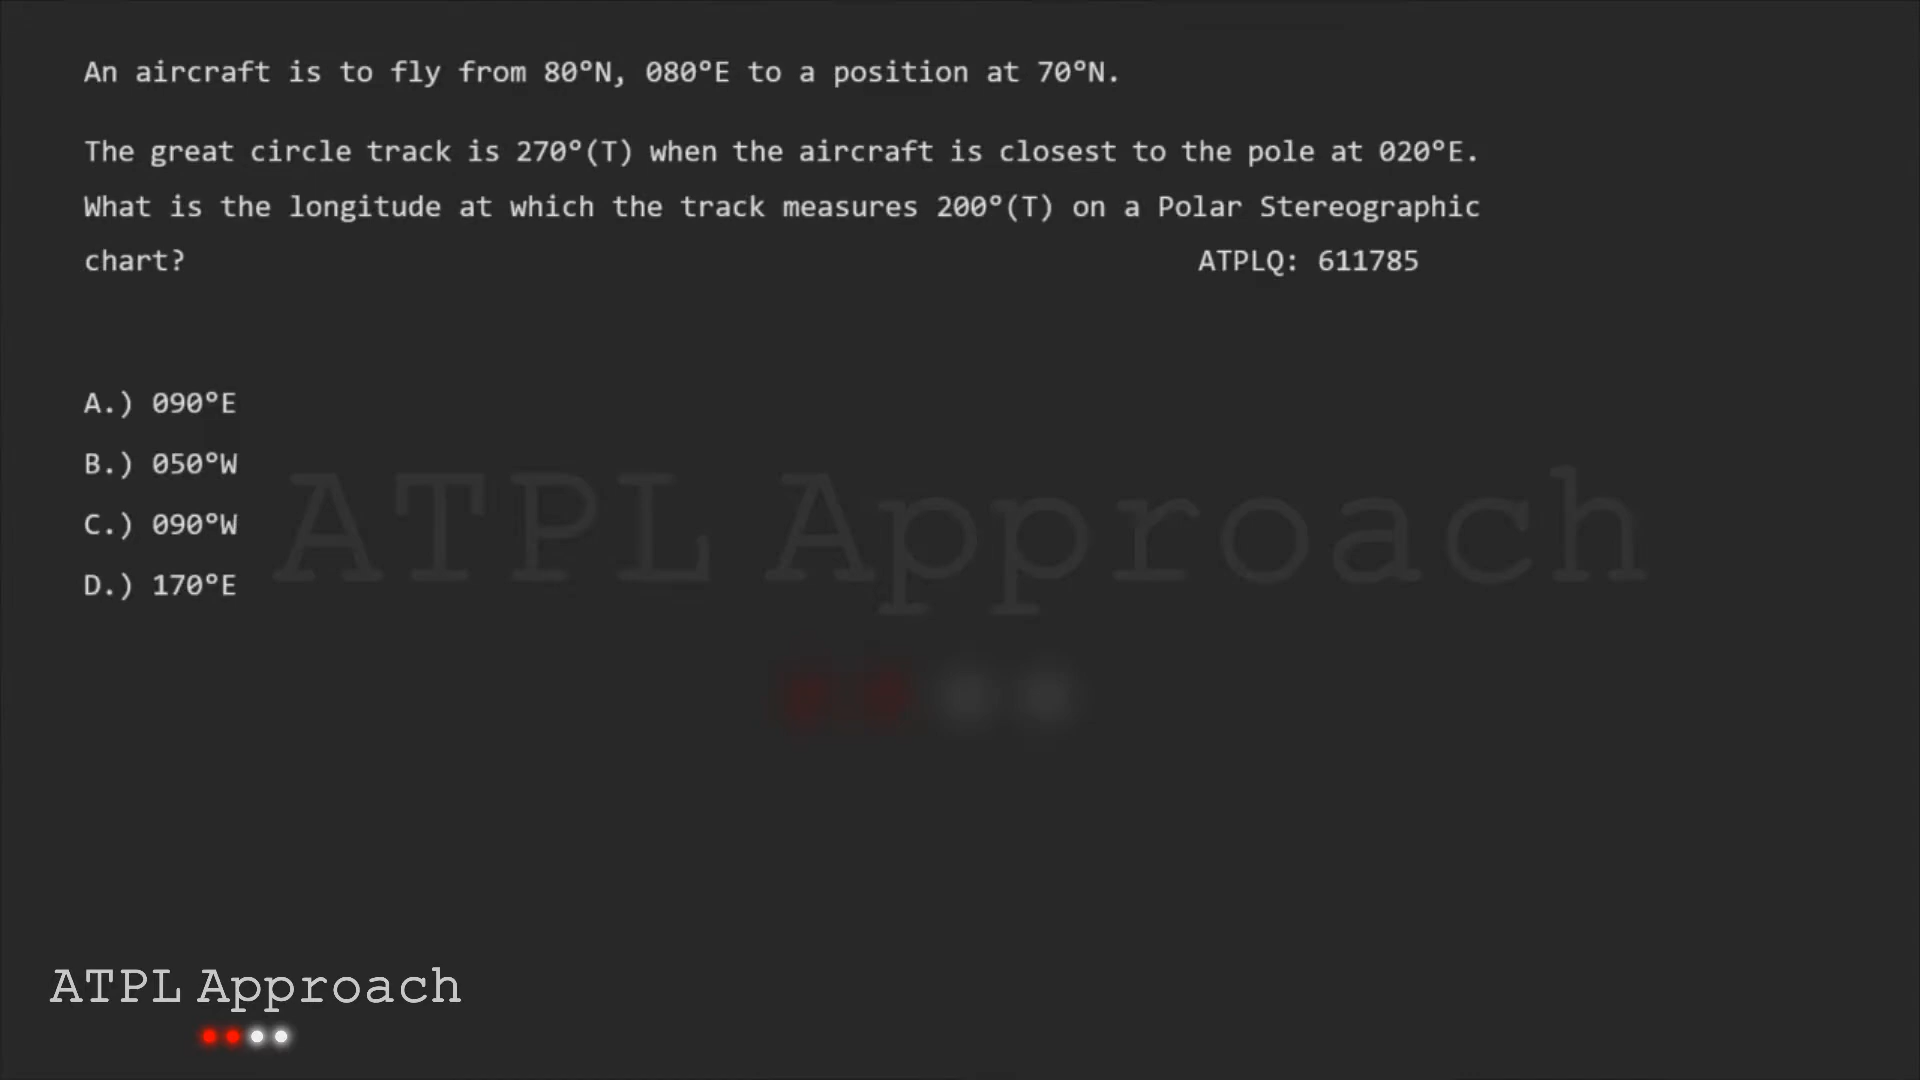 An aircraft is to fly from 80°N, 080°E to a position at 70°N.
The great circle track is 270°(T) when the aircraft is closest to the pole at 020°E.
What is the longitude at which the track measures 200°(T) on a Polar Stereographic
chart? ATPLQ: 611785
A.) 090°E
B.) 050°W
C.) 090°W
D.) 170°E
ATPL Approach
ATPL Approach